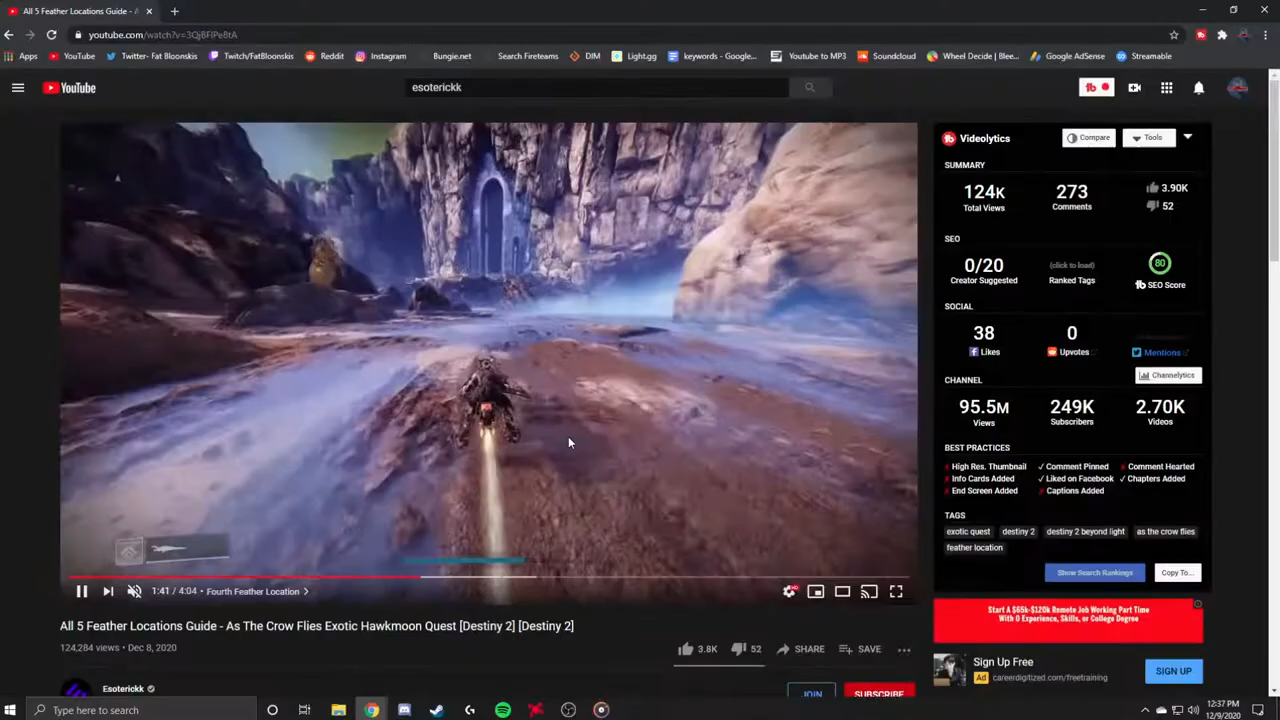 All 5 Feather Locations Guide - A
youtube.com/watch?v=3QjBFIPe8tA
Apps YouTube Twitter- Fat Bloonskis Twitch/FatBloonskis Reddit Instagram Bungie.net Search Fireteams DIM Light.gg keywords - Google... YouTube to MP3 Soundcloud Wheel Decide | Blee... Google AdSense Streamable
YouTube
esoterickk
tb
Videolytics Compare Tools
SUMMARY
124K 273 3.90K
Total Views Comments 52
SEO
0/20 (click to load) 80
Creator Suggested Ranked Tags tb SEO Score
SOCIAL
38 0
Likes Upvotes Mentions
CHANNEL Channelytics
95.5M 249K 2.70K
Views Subscribers Videos
BEST PRACTICES
x High Res. Thumbnail ✓ Comment Pinned x Comment Hearted
x Info Cards Added ✓ Liked on Facebook ✓ Chapters Added
x End Screen Added x Captions Added
TAGS
exotic quest destiny 2 destiny 2 beyond light as the crow flies
feather location
Show Search Rankings Copy To...
1:41 / 4:04 Fourth Feather Location
HD
Start A $65k-$120k Remote Job Working Part Time
With 0 Experience, Skills, or College Degree
All 5 Feather Locations Guide - As The Crow Flies Exotic Hawkmoon Quest [Destiny 2] [Destiny 2]
124,284 views • Dec 8, 2020
3.8K 52 SHARE SAVE ...
Sign Up Free
Ad careerdigitized.com/freetraining
SIGN UP
Esoterickk
JOIN SUBSCRIBE
Type here to search
12:37 PM
12/9/2020